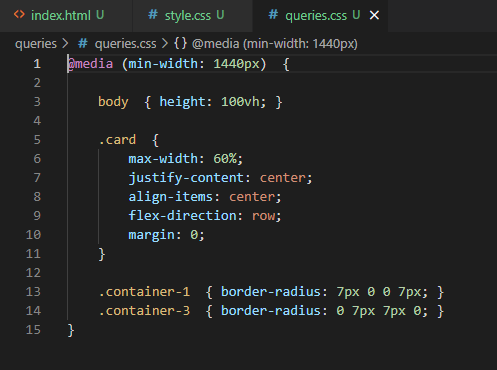 index.html U style.css U queries.css U
queries > queries.css > {} @media (min-width: 1440px)
1 @media (min-width: 1440px)  {
2
3     body  { height: 100vh; }
4
5     .card  {
6         max-width: 60%;
7         justify-content: center;
8         align-items: center;
9         flex-direction: row;
10         margin: 0;
11     }
12
13     .container-1  { border-radius: 7px 0 0 7px; }
14     .container-3  { border-radius: 0 7px 7px 0; }
15 }